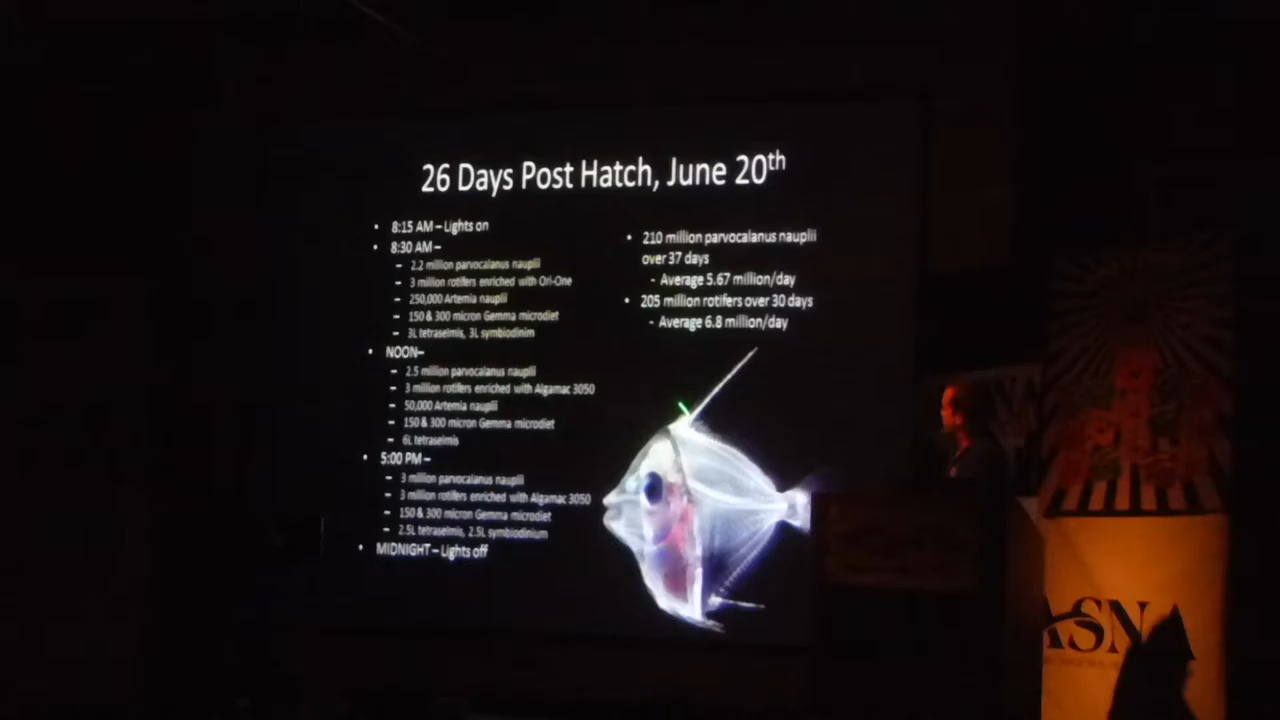 26 Days Post Hatch, June 20th
• 8:15 AM – Lights on
• 8:30 AM –
– 2.2 million parvocalanus nauplii
– 3 million rotifers enriched with Ori-One
– 250,000 Artemia nauplii
– 150 & 300 micron Gemma microdiet
– 3L tetraselmis, 3L symbiodinim
• NOON–
– 2.5 million parvocalanus nauplii
– 3 million rotifers enriched with Algamac 3050
– 50,000 Artemia nauplii
– 150 & 300 micron Gemma microdiet
– 6L tetraselmis
• 5:00 PM –
– 3 million parvocalanus nauplii
– 3 million rotifers enriched with Algamac 3050
– 150 & 300 micron Gemma microdiet
– 2.5L tetraselmis, 2.5L symbiodinium
• MIDNIGHT – Lights off
• 210 million parvocalanus nauplii
over 37 days
- Average 5.67 million/day
• 205 million rotifers over 30 days
- Average 6.8 million/day
ASNA